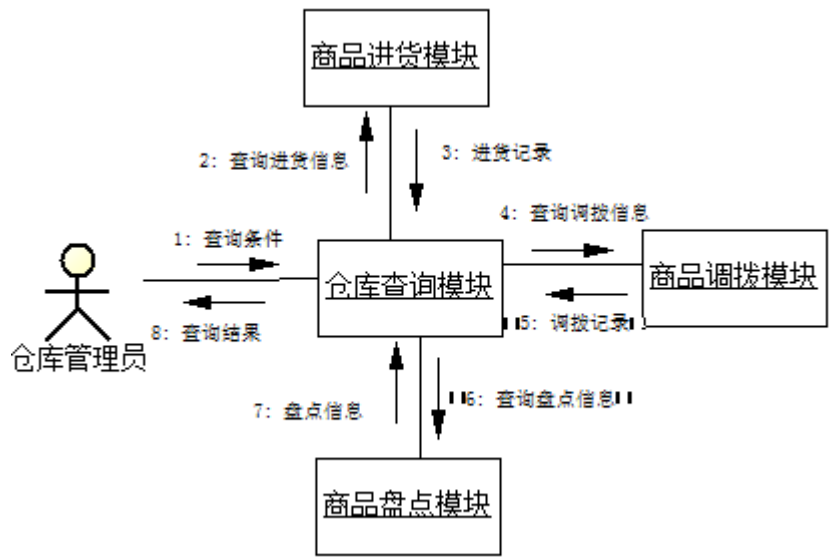 商品进货模块
2: 查询进货信息
3: 进货记录
4: 查询调拨信息
1: 查询条件
仓库查询模块
商品调拨模块
8: 查询结果
5: 调拨记录
仓库管理员
7: 盘点信息
6: 查询盘点信息
商品盘点模块